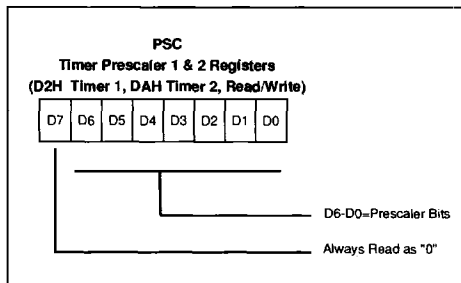 PSC
Timer Prescaler 1 & 2 Registers
(D2H Timer 1, DAH Timer 2, Read/Write)
D7 D6 D5 D4 D3 D2 D1 D0
D6-D0=Prescaler Bits
Always Read as "0"